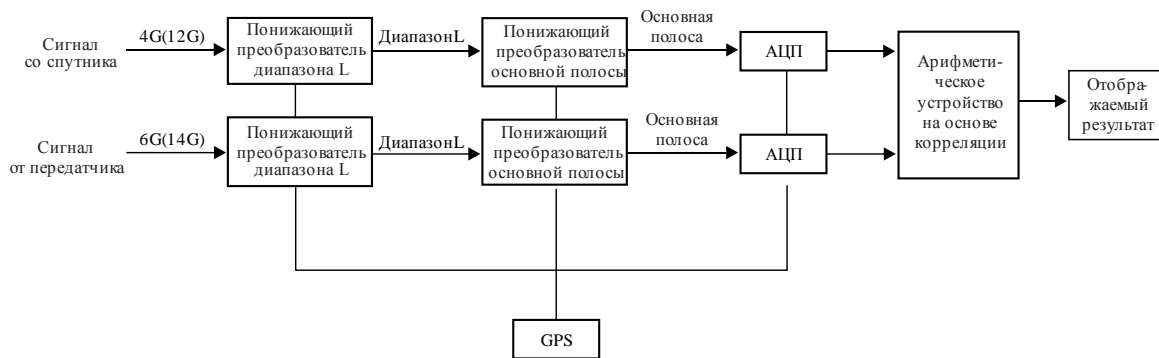 Сигнал
со спутника
4G(12G)
Понижающий
преобразователь
диапазона L
ДиапазонL
Понижающий
преобразователь
основной полосы
Основная
полоса
АЦП
Арифмети-
ческое
устройство
на основе
корреляции
Отобра-
жаемый
результат
Сигнал
от передатчика
6G(14G)
Понижающий
преобразователь
диапазона L
ДиапазонL
Понижающий
преобразователь
основной полосы
Основная
полоса
АЦП
GPS